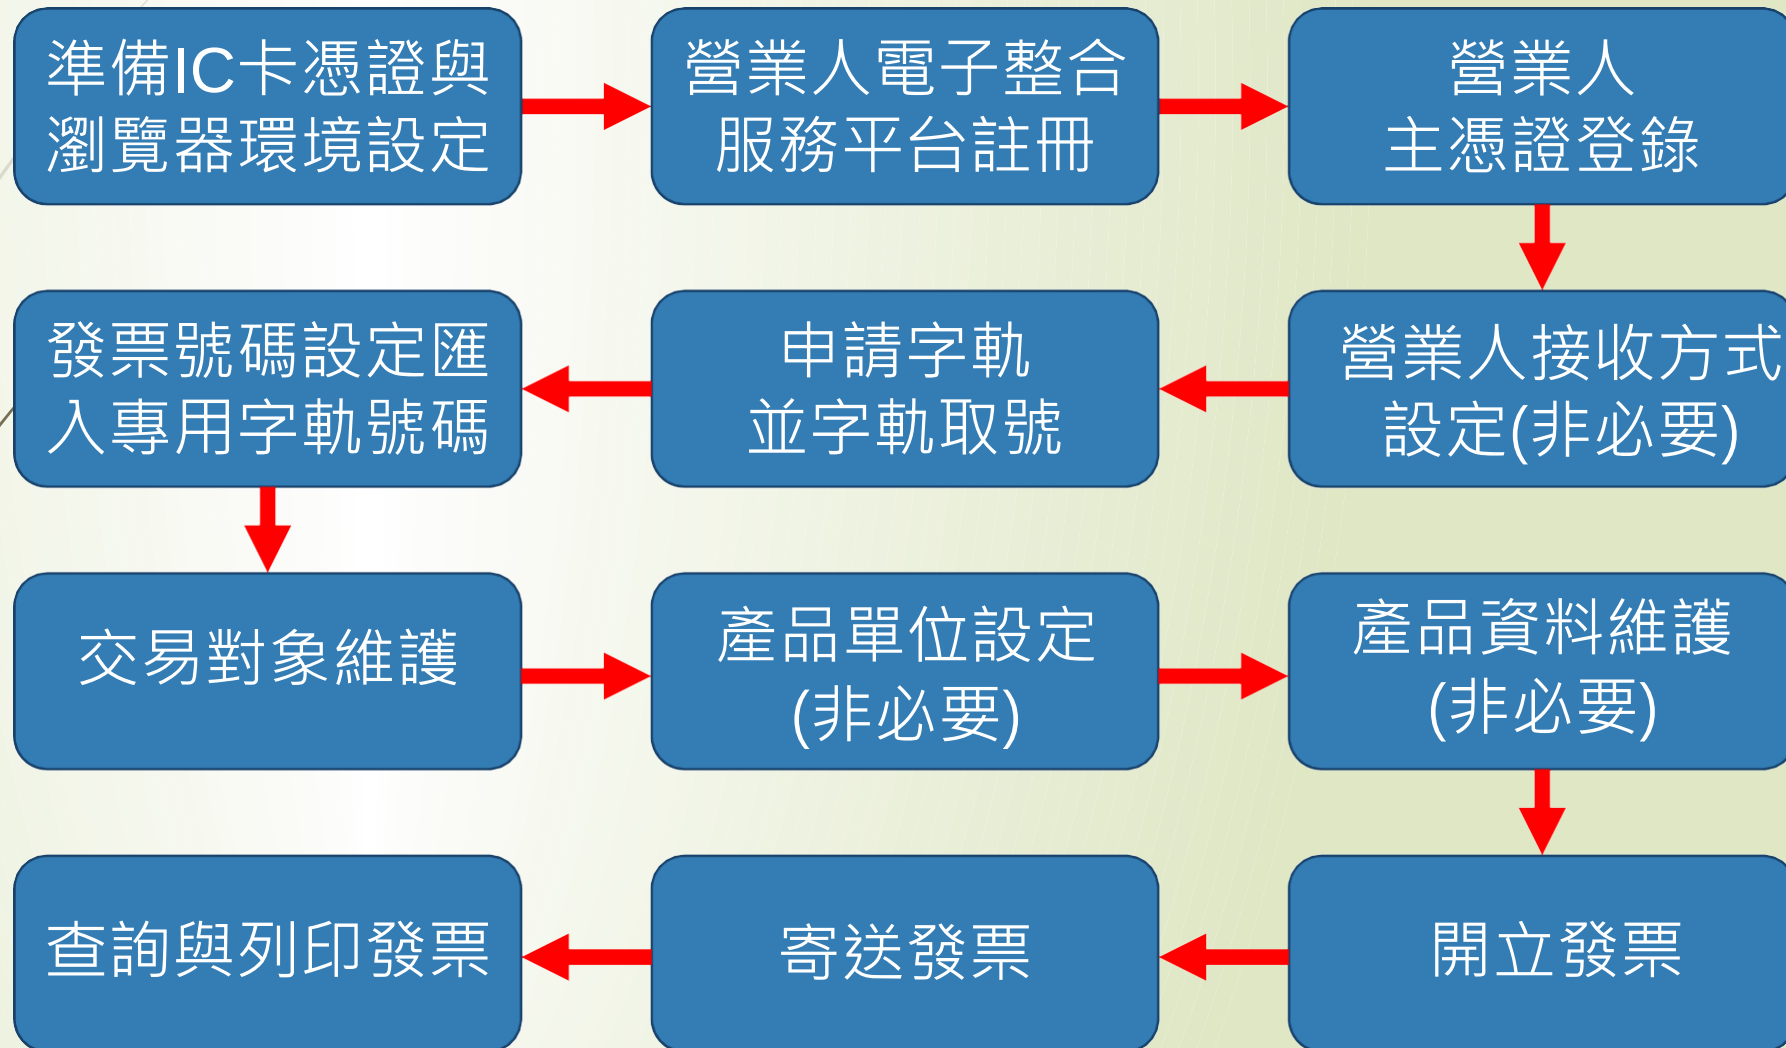 準備IC卡憑證與
瀏覽器環境設定
營業人電子整合
服務平台註冊
營業人
主憑證登錄
營業人接收方式
設定(非必要)
申請字軌
並字軌取號
發票號碼設定匯
入專用字軌號碼
交易對象維護
產品單位設定
(非必要)
產品資料維護
(非必要)
開立發票
寄送發票
查詢與列印發票